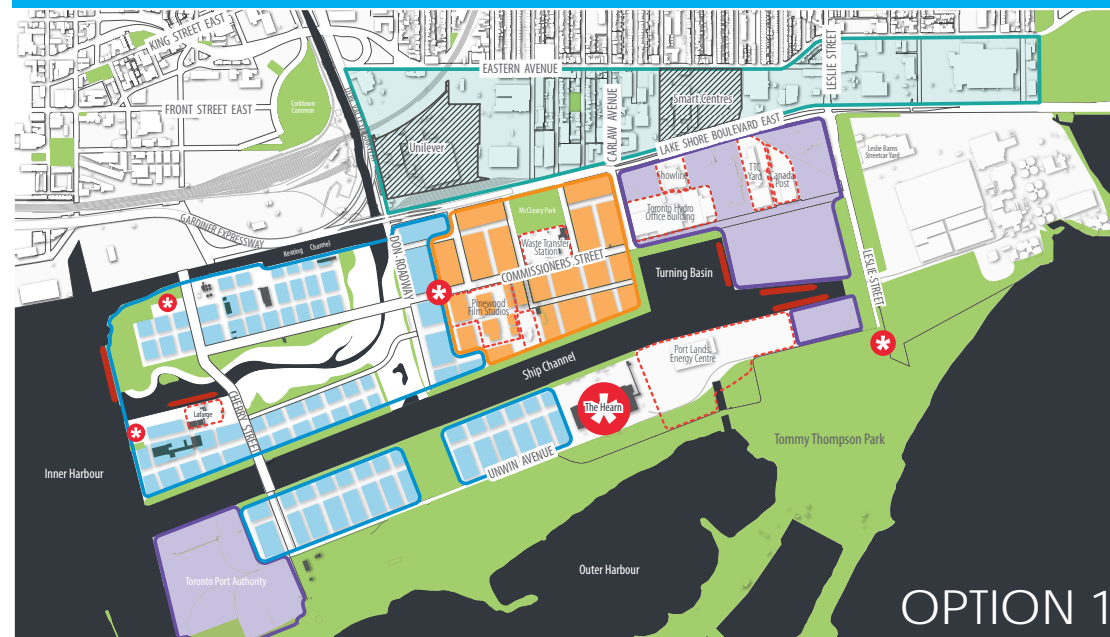 KING STREET EAST
FRONT STREET EAST
Corktown
Common
EASTERN AVENUE
LESLIE STREET
Unilever
Smart Centres
CARLAW AVENUE
LAKE SHORE BOULEVARD EAST
Leslie Barns
Streetcar Yard
Showline
TTC
Yard
Canada
Post
Toronto Hydro
Office Building
McCleary Park
GARDINER EXPRESSWAY
Keating Channel
DON ROADWAY
Waste Transfer
Station
COMMISSIONERS STREET
Turning Basin
LESLIE STREET
Pinewood
Film Studios
Ship Channel
Port Lands
Energy Centre
Lafarge
CHERRY STREET
The Hearn
Tommy Thompson Park
Inner Harbour
UNWIN AVENUE
Outer Harbour
Toronto Port Authority
OPTION 1